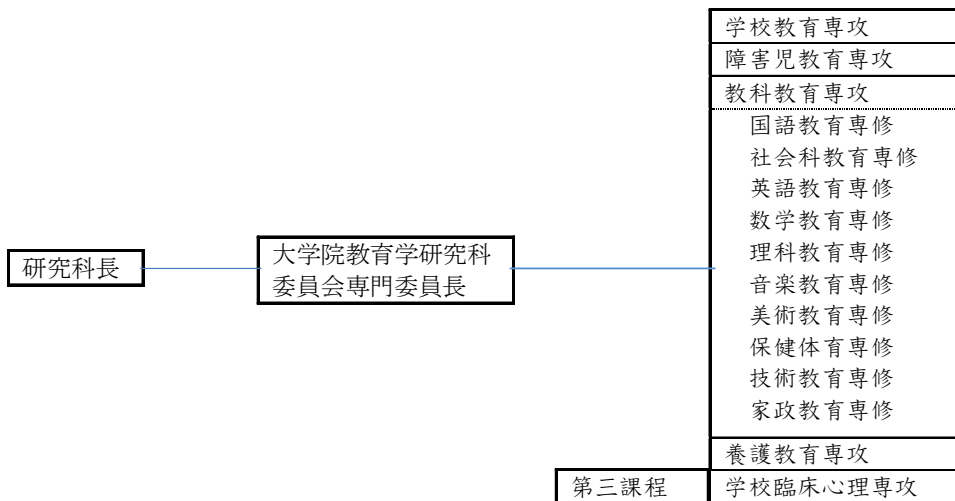 学校教育専攻
障害児教育専攻
教科教育専攻
国語教育専修
社会科教育専修
英語教育専修
数学教育専修
理科教育専修
音楽教育専修
美術教育専修
保健体育専修
技術教育専修
家政教育専修
研究科長
大学院教育学研究科
委員会専門委員長
養護教育専攻
第三課程
学校臨床心理専攻